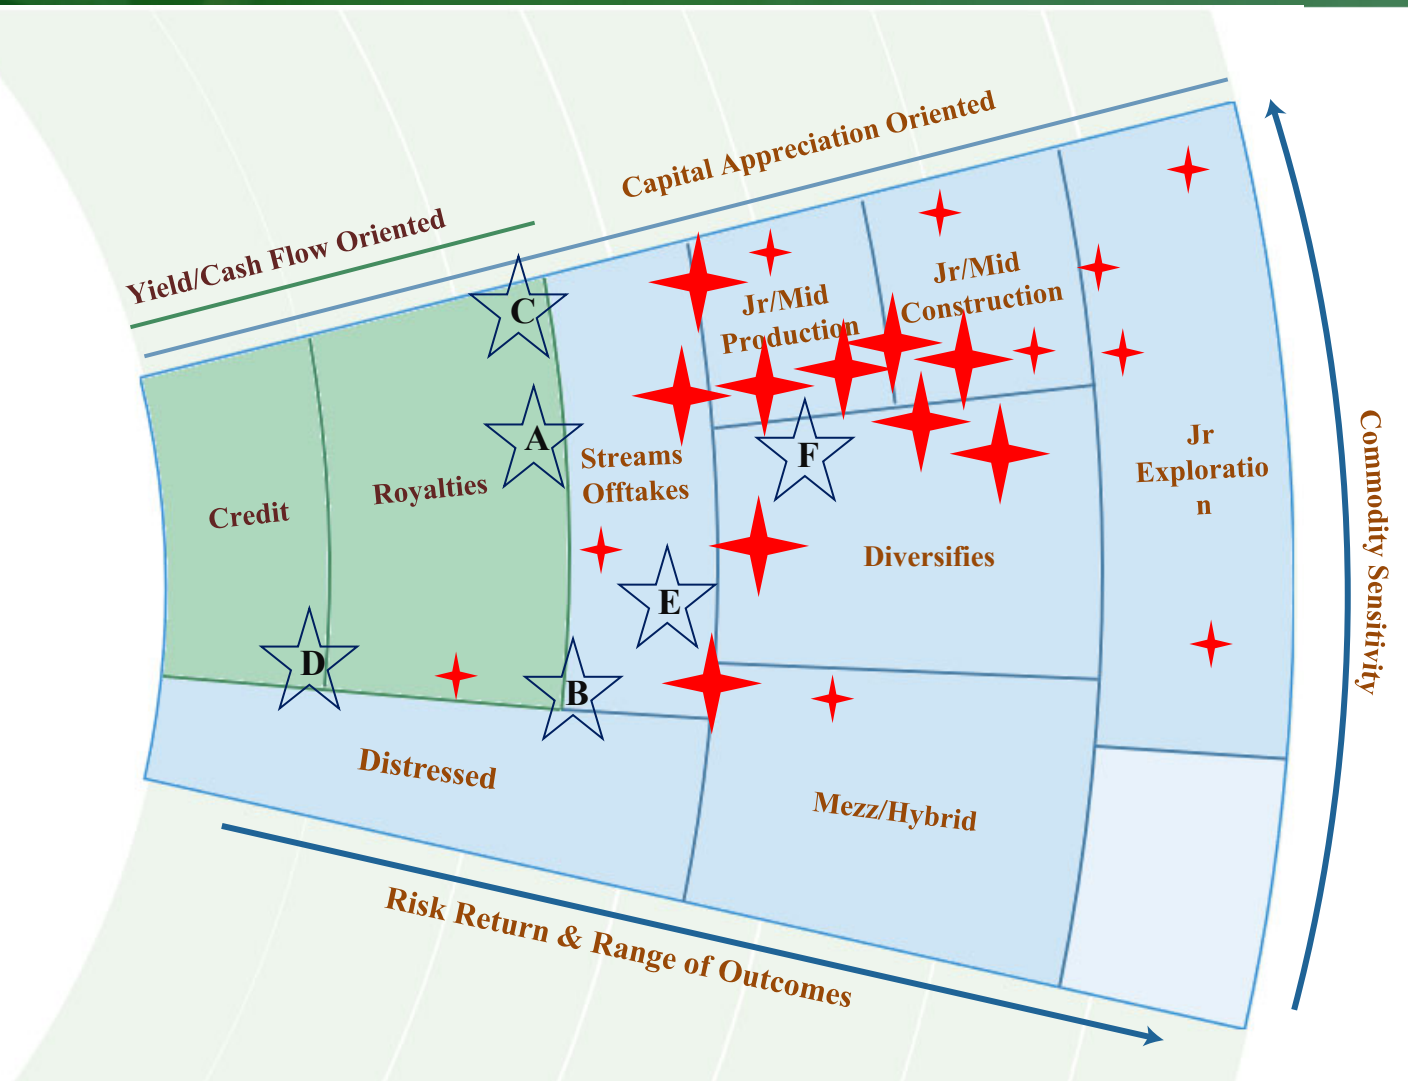 Capital Appreciation Oriented
Yield/Cash Flow Oriented
C
Jr/Mid
Production
Jr/Mid
Construction
A
F
Streams
Offtakes
Royalties
Credit
Jr
Exploratio
n
Commodity Sensitivity
Diversifies
E
D
B
Distressed
Mezz/Hybrid
Risk Return & Range of Outcomes